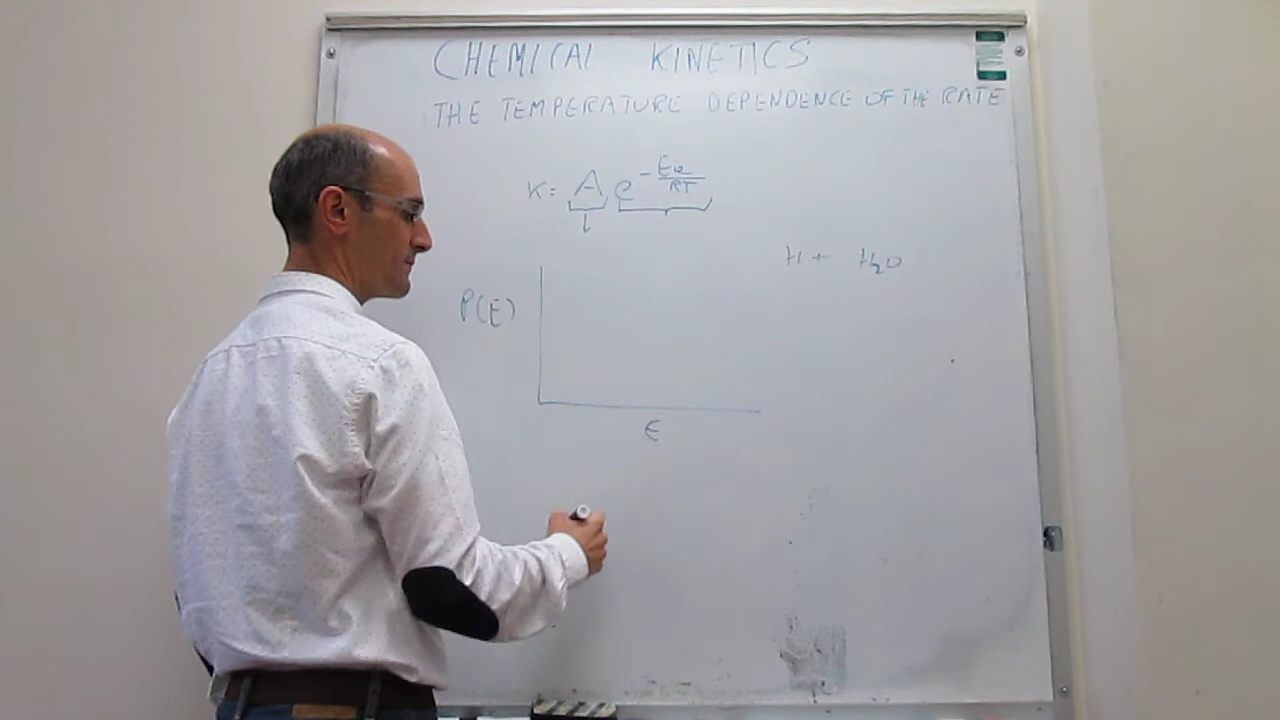 CHEMICAL KINETICS
THE TEMPERATURE DEPENDENCE OF THE RATE
K = A e^-Ea/RT
H + H₂O
P(E)
E